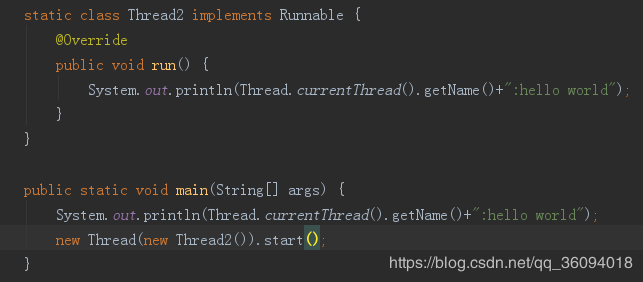 static class Thread2 implements Runnable {
@Override
public void run() {
System.out.println(Thread.currentThread().getName()+":hello world");
}
}
public static void main(String[] args) {
System.out.println(Thread.currentThread().getName()+":hello world");
new Thread(new Thread2()).start();
}
https://blog.csdn.net/qq_36094018